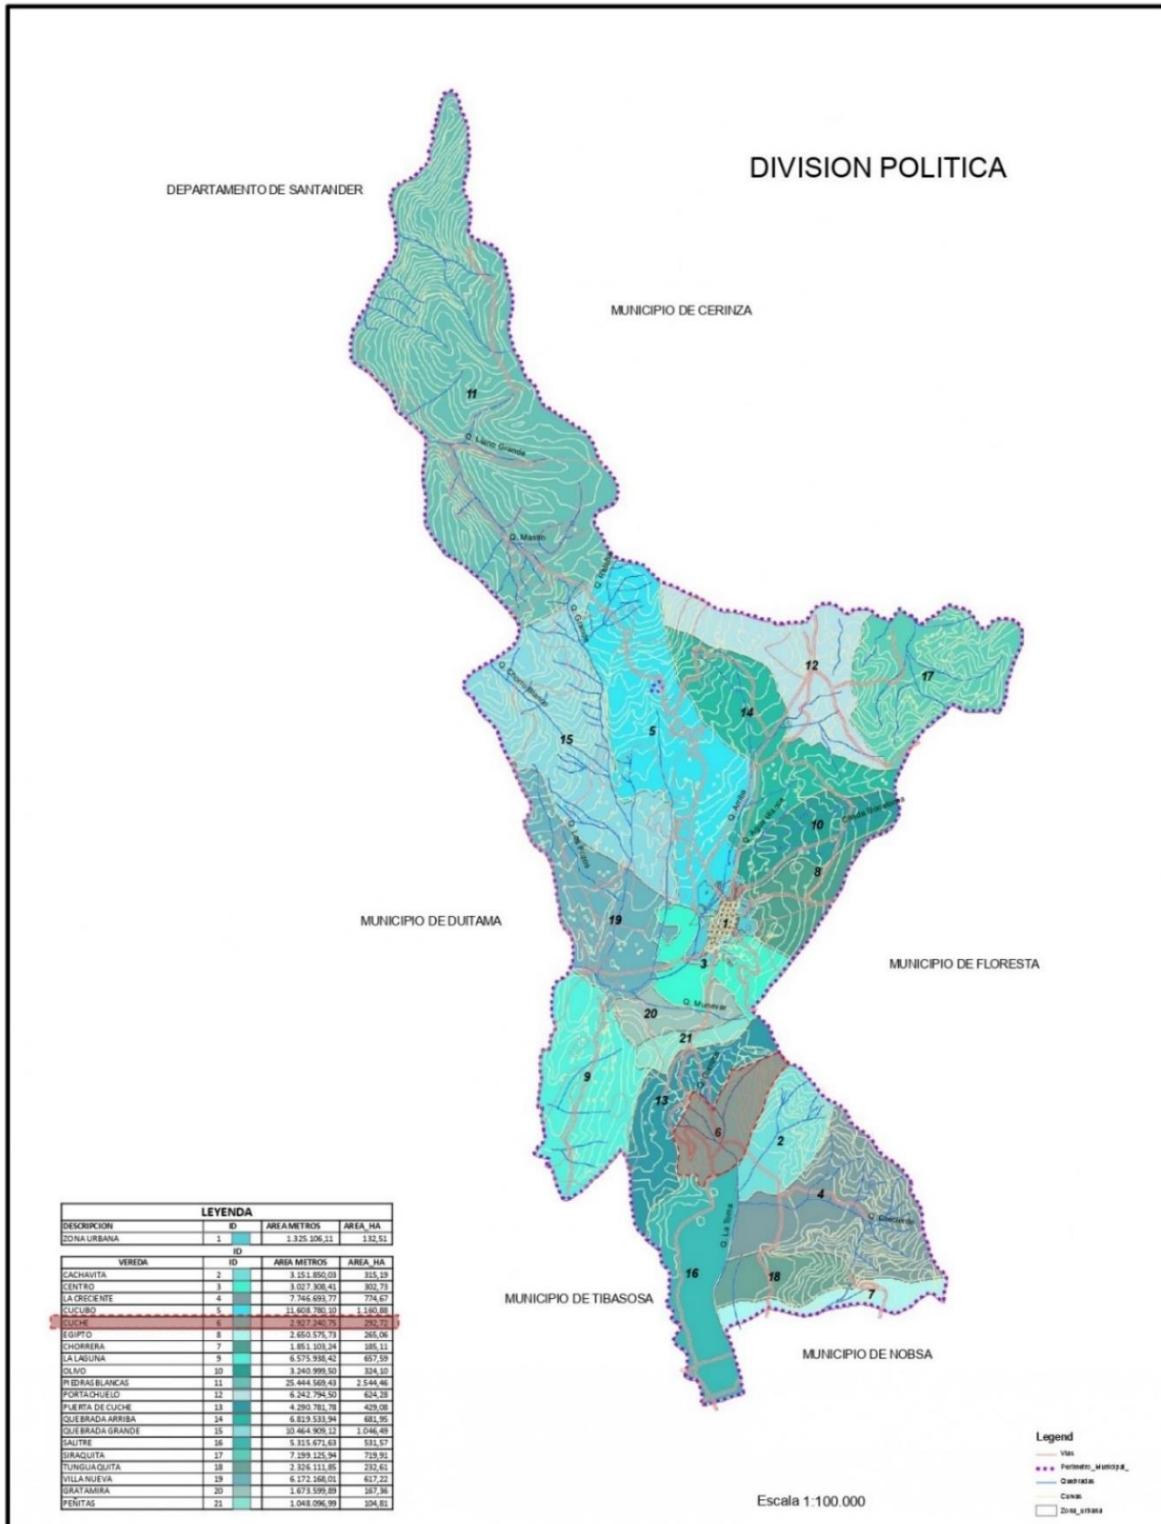 DIVISION POLITICA
DEPARTAMENTO DE SANTANDER
MUNICIPIO DE CERINZA
11
Q. Llano Grande
Q. Masato
Q. Grande
Q. Chorro Blanco
12
17
14
5
15
Q. Arriba
10
8
19
1
MUNICIPIO DE DUITAMA
3
MUNICIPIO DE FLORESTA
Q. Munevar
20
21
9
13
6
2
4
Q. La Toma
16
18
7
MUNICIPIO DE TIBASOSA
MUNICIPIO DE NOBSA
LEYENDA
DESCRIPCION ID AREA METROS AREA_HA
ZONA URBANA 1 1.325.106,11 132,51
ID
VEREDA ID AREA METROS AREA_HA
CACHAVITA 2 3.151.850,03 315,19
CENTRO 3 3.027.308,41 302,73
LA CRECIENTE 4 7.746.693,77 774,67
CUCUBO 5 11.608.780,10 1.160,88
CUCHE 6 2.927.240,75 292,72
EGIPTO 8 2.650.575,73 265,06
CHORRERA 7 1.851.103,24 185,11
LA LAGUNA 9 6.575.938,42 657,59
OLIVO 10 3.240.999,50 324,10
PIEDRAS BLANCAS 11 25.444.569,43 2.544,46
PORTACHUELO 12 6.242.794,50 624,28
PUERTA DE CUCHE 13 4.290.781,78 429,08
QUEBRADA ARRIBA 14 6.819.533,94 681,95
QUEBRADA GRANDE 15 10.464.909,12 1.046,49
SALITRE 16 5.315.671,63 531,57
SIRAQUITA 17 7.199.125,94 719,91
TUNGUAQUITA 18 2.326.111,85 232,61
VILLA NUEVA 19 6.172.168,01 617,22
GRATAMIRA 20 1.673.599,89 167,36
PEÑITAS 21 1.048.096,99 104,81
Escala 1:100.000
Legend
Vias
Perimetro_Municipal_
Quebradas
Curvas
Zona_urbana